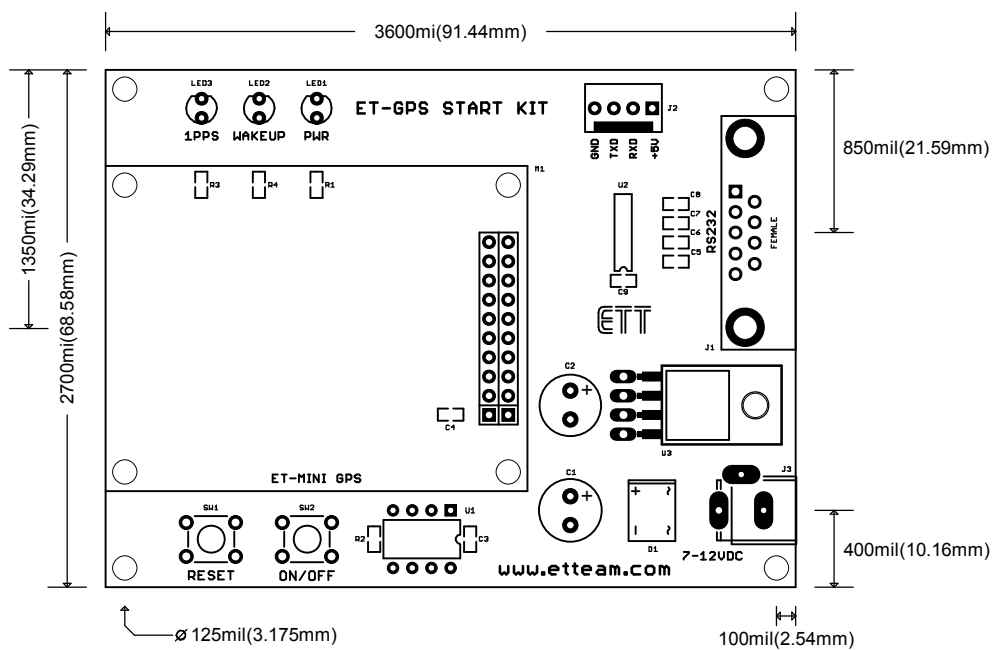 3600mi(91.44mm)
LED3 LED2 LED1
1PPS WAKEUP PWR
ET-GPS START KIT
J2
GND TXD RXD +5V
850mil(21.59mm)
1350mi(34.29mm)
2700mi(68.58mm)
M1
R3 R4 R1
U2
C8
C7
C6
C5
RS232
FEMALE
C9
ETT
J1
C2
+
C4
U3
ET-MINI GPS
C1
+
J3
+ ~
- ~
D1
7-12VDC
400mil(10.16mm)
SW1 SW2
U1
R2 C3
RESET ON/OFF
www.etteam.com
ø 125mil(3.175mm)
100mil(2.54mm)